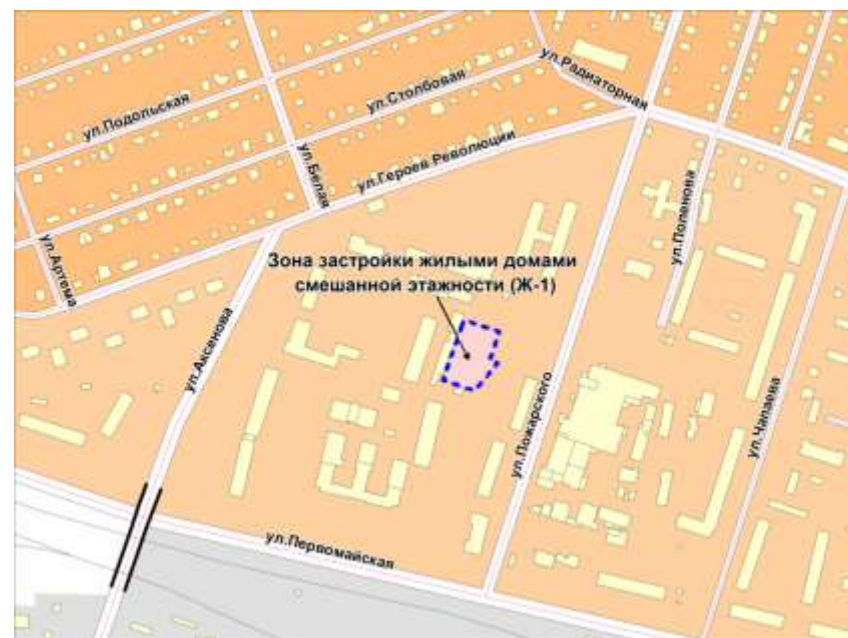 ул.Радиаторная
ул.Столбовая
ул.Подольская
ул.Героев Революции
ул.Белая
ул.Поленова
ул.Артема
Зона застройки жилыми домами
смешанной этажности (Ж-1)
ул.Аксенова
ул.Пожарского
ул.Чапаева
ул.Первомайская